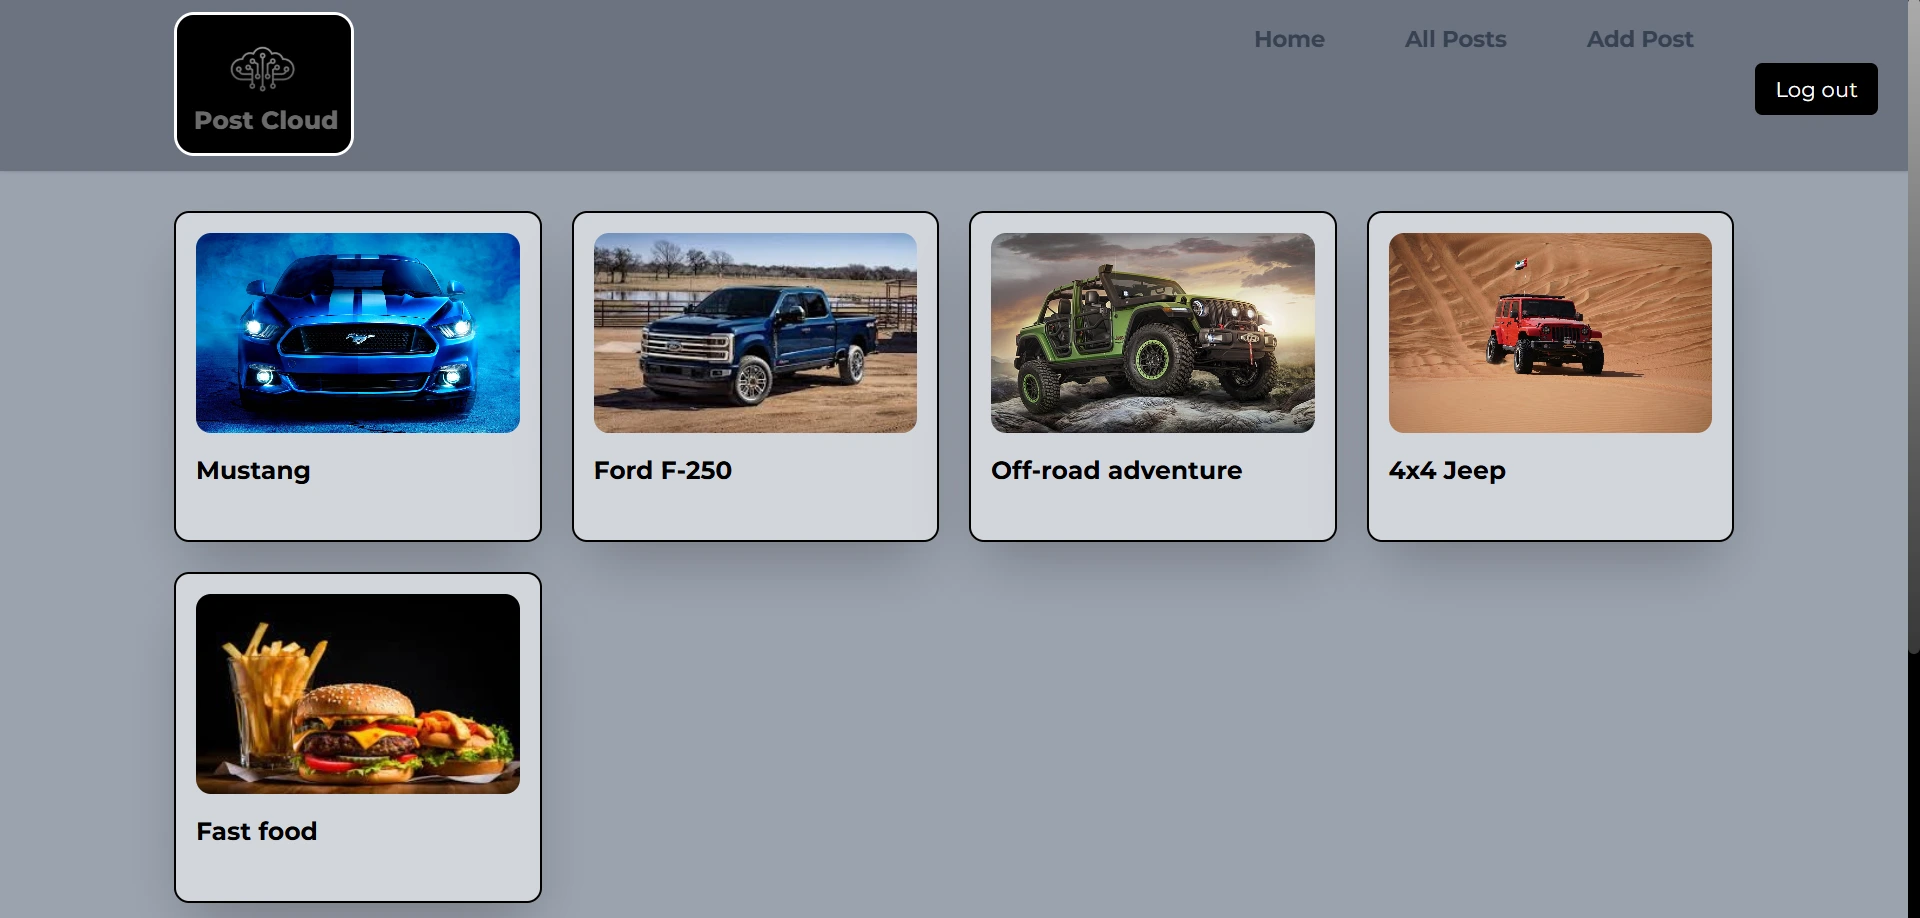 Post Cloud
Home
All Posts
Add Post
Log out
Mustang
Ford F-250
Off-road adventure
4x4 Jeep
Fast food